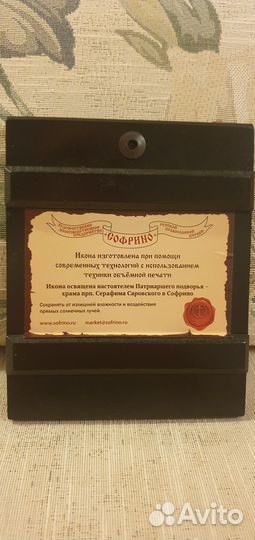 СОФРИНО
Икона изготовлена при помощи
современных технологий с использованием
техники объёмной печати
Икона освящена настоятелем Патриаршего подворья –
храма прп. Серафима Саровского в Софрино
Сохранять от излишней влажности и воздействия
прямых солнечных лучей.
www.sofrino.ru market@sofrino.ru
Avito